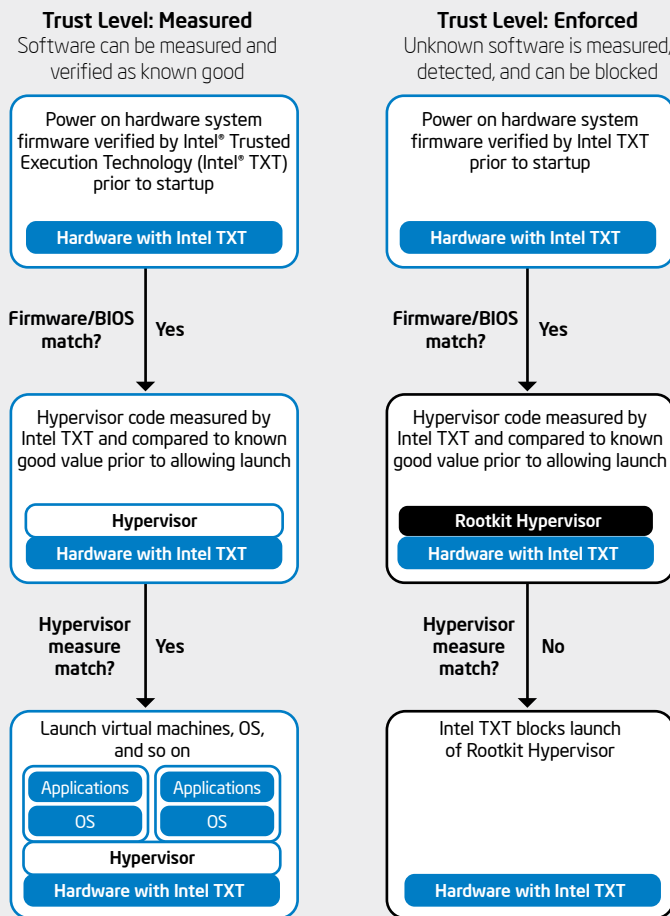 Trust Level: Measured
Software can be measured and
verified as known good
Power on hardware system
firmware verified by Intel® Trusted
Execution Technology (Intel® TXT)
prior to startup
Hardware with Intel TXT
Firmware/BIOS
match?
Yes
Hypervisor code measured by
Intel TXT and compared to known
good value prior to allowing launch
Hypervisor
Hardware with Intel TXT
Hypervisor
measure
match?
Yes
Launch virtual machines, OS,
and so on
Applications
Applications
OS
OS
Hypervisor
Hardware with Intel TXT
Trust Level: Enforced
Unknown software is measured,
detected, and can be blocked
Power on hardware system
firmware verified by Intel TXT
prior to startup
Hardware with Intel TXT
Firmware/BIOS
match?
Yes
Hypervisor code measured by
Intel TXT and compared to known
good value prior to allowing launch
Rootkit Hypervisor
Hardware with Intel TXT
Hypervisor
measure
match?
No
Intel TXT blocks launch
of Rootkit Hypervisor
Hardware with Intel TXT